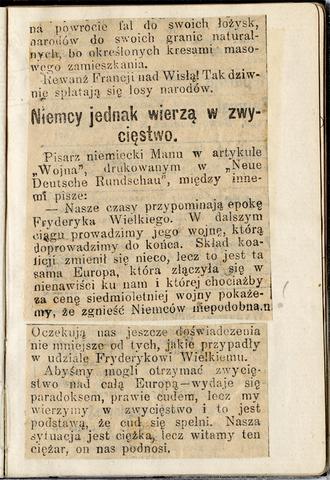 na powrocie fal do swoich łożysk,
narodów do swoich granic natural-
nych, bo określonych kresami maso-
wego zamieszkania.
Rewanż Francji nad Wisłą! Tak dziw-
nie splatają się losy narodów.
Niemcy jednak wierzą w zwy-
cięstwo.
Pisarz niemiecki Mann w artykule
„Wojna", drukowanym w „Neue
Deutsche Rundschau", między inne-
mi pisze:
— Nasze czasy przypominają epokę
Fryderyka Wielkiego. W dalszym
ciągu prowadzimy jego wojnę, którą
doprowadzimy do końca. Skład koa-
licji zmienił się nieco, lecz to jest ta
sama Europa, która złączyła się w
nienawiści ku nam i której chociażby
za cenę siedmioletniej wojny pokaże-
my, że zgnieść Niemców niepodobna.
Oczekują nas jeszcze doświadczenia
nie mniejsze od tych, jakie przypadły
w udziale Fryderykowi Wielkiemu.
Abyśmy mogli otrzymać zwycię-
stwo nad całą Europą—wydaje się
paradoksem, prawie cudem, lecz my
wierzymy w zwycięstwo i to jest
podstawą, że cud się spełni. Nasza
sytuacja jest ciężka, lecz witamy ten
ciężar, on nas podnosi.